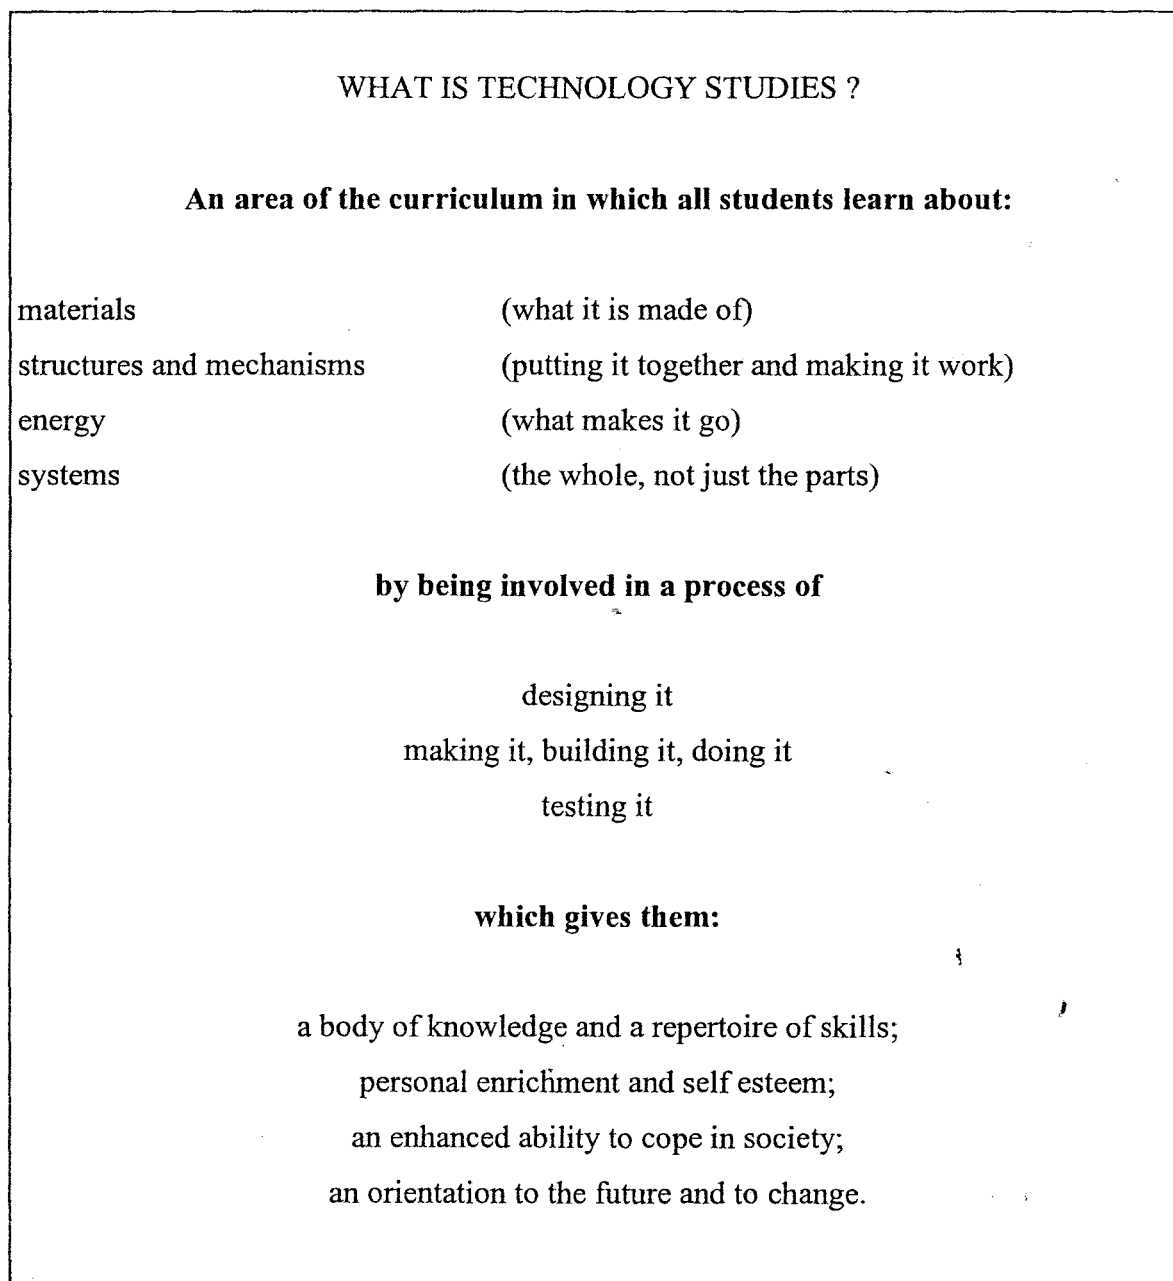 WHAT IS TECHNOLOGY STUDIES ?
An area of the curriculum in which all students learn about:
materials (what it is made of)
structures and mechanisms (putting it together and making it work)
energy (what makes it go)
systems (the whole, not just the parts)
by being involved in a process of
designing it
making it, building it, doing it
testing it
which gives them:
a body of knowledge and a repertoire of skills;
personal enrichment and self esteem;
an enhanced ability to cope in society;
an orientation to the future and to change.